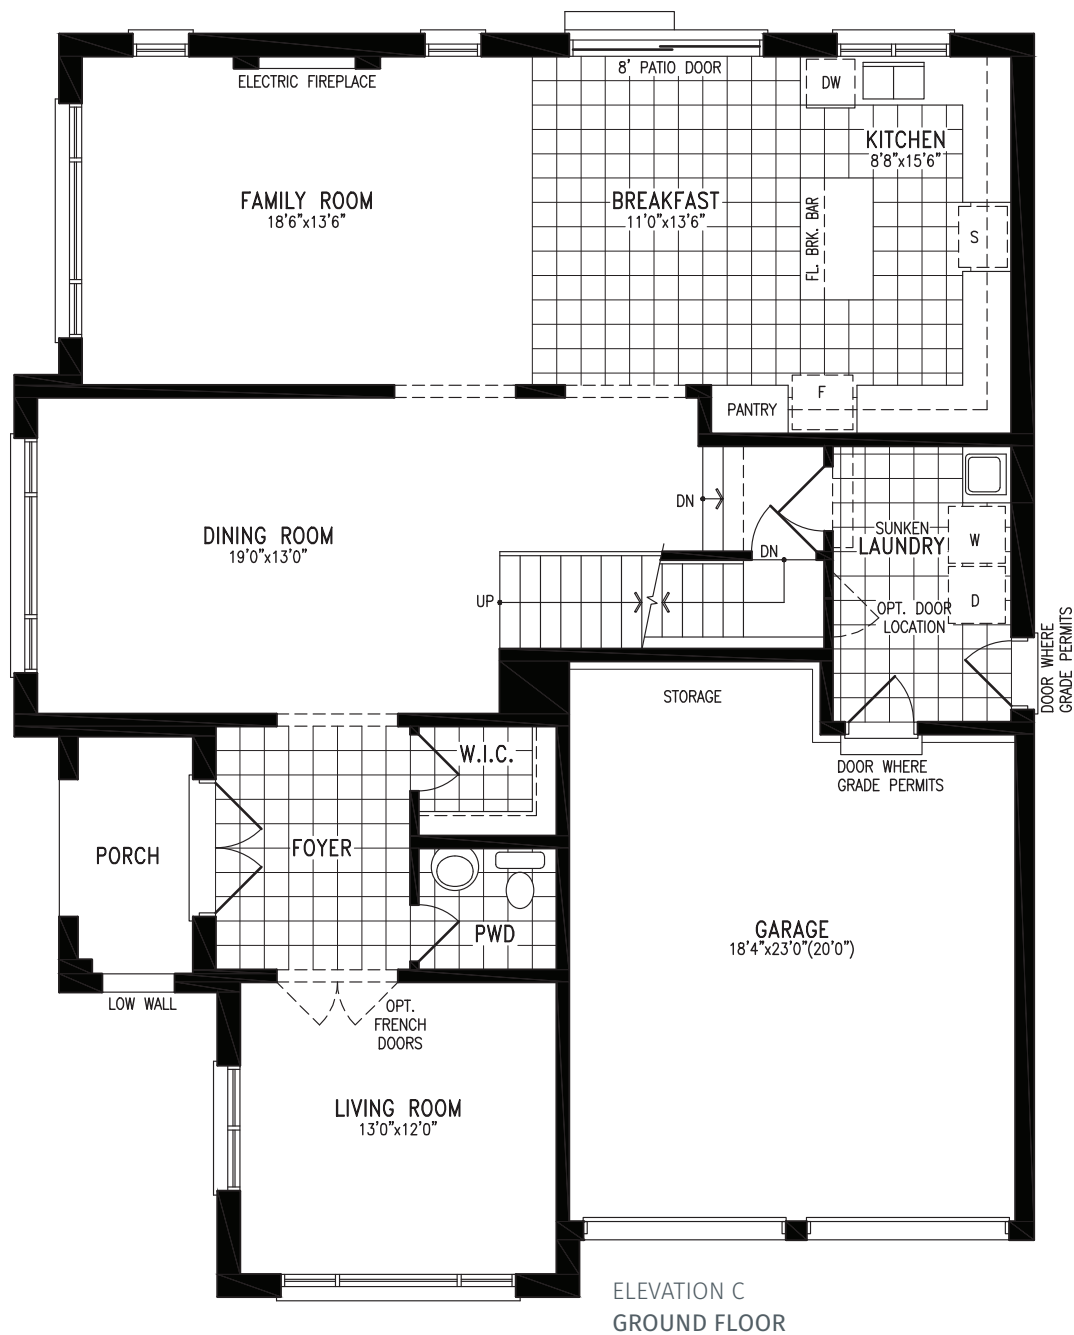 8' PATIO DOOR
ELECTRIC FIREPLACE
DW
KITCHEN
8'8"x15'6"
FAMILY ROOM
18'6"x13'6"
BREAKFAST
11'0"x13'6"
FL. BRK. BAR
S
F
PANTRY
DN
DINING ROOM
19'0"x13'0"
SUNKEN
LAUNDRY
W
DN
UP
D
OPT. DOOR
LOCATION
DOOR WHERE
GRADE PERMITS
STORAGE
W.I.C.
DOOR WHERE
GRADE PERMITS
PORCH
FOYER
PWD
GARAGE
18'4"x23'0"(20'0")
LOW WALL
OPT.
FRENCH
DOORS
LIVING ROOM
13'0"x12'0"
ELEVATION C
GROUND FLOOR